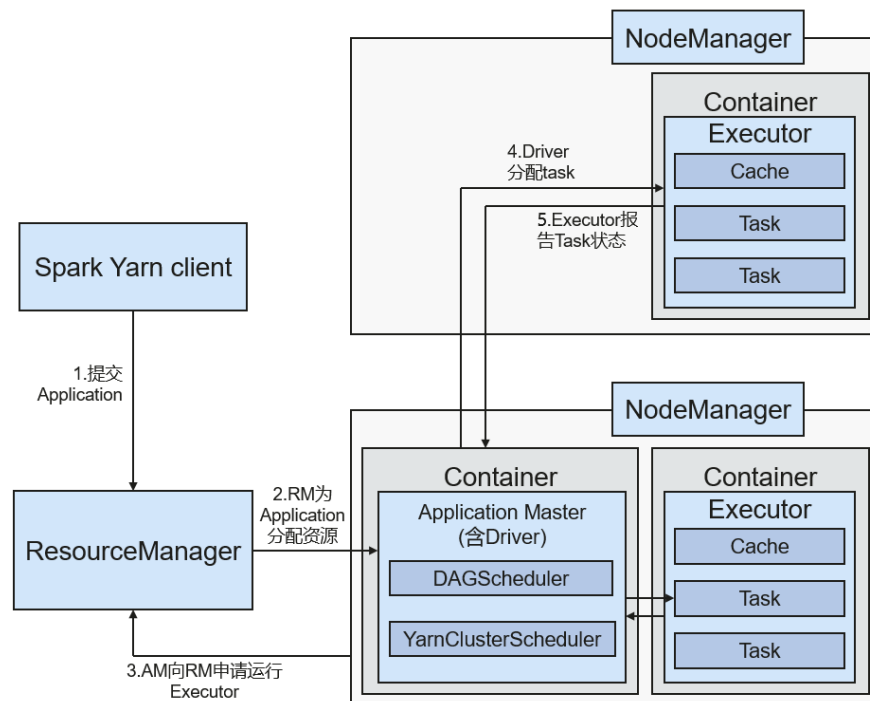 NodeManager
Container
Executor
Cache
Task
Task
4.Driver
分配task
5.Executor报
告Task状态
Spark Yarn client
1.提交
Application
NodeManager
Container
Application Master
(含Driver)
DAGScheduler
YarnClusterScheduler
Container
Executor
Cache
Task
Task
2.RM为
Application
分配资源
ResourceManager
3.AM向RM申请运行
Executor